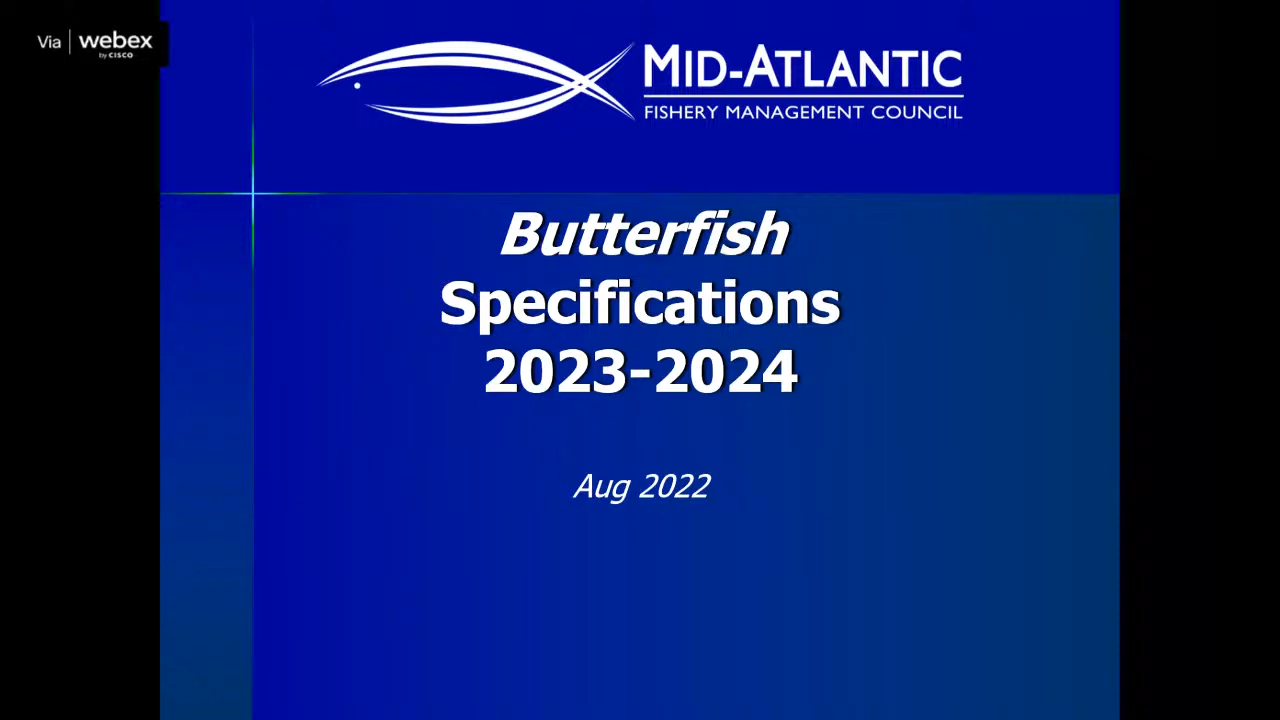 Via | webex
by CISCO
MID-ATLANTIC
FISHERY MANAGEMENT COUNCIL
Butterfish
Specifications
2023-2024
Aug 2022